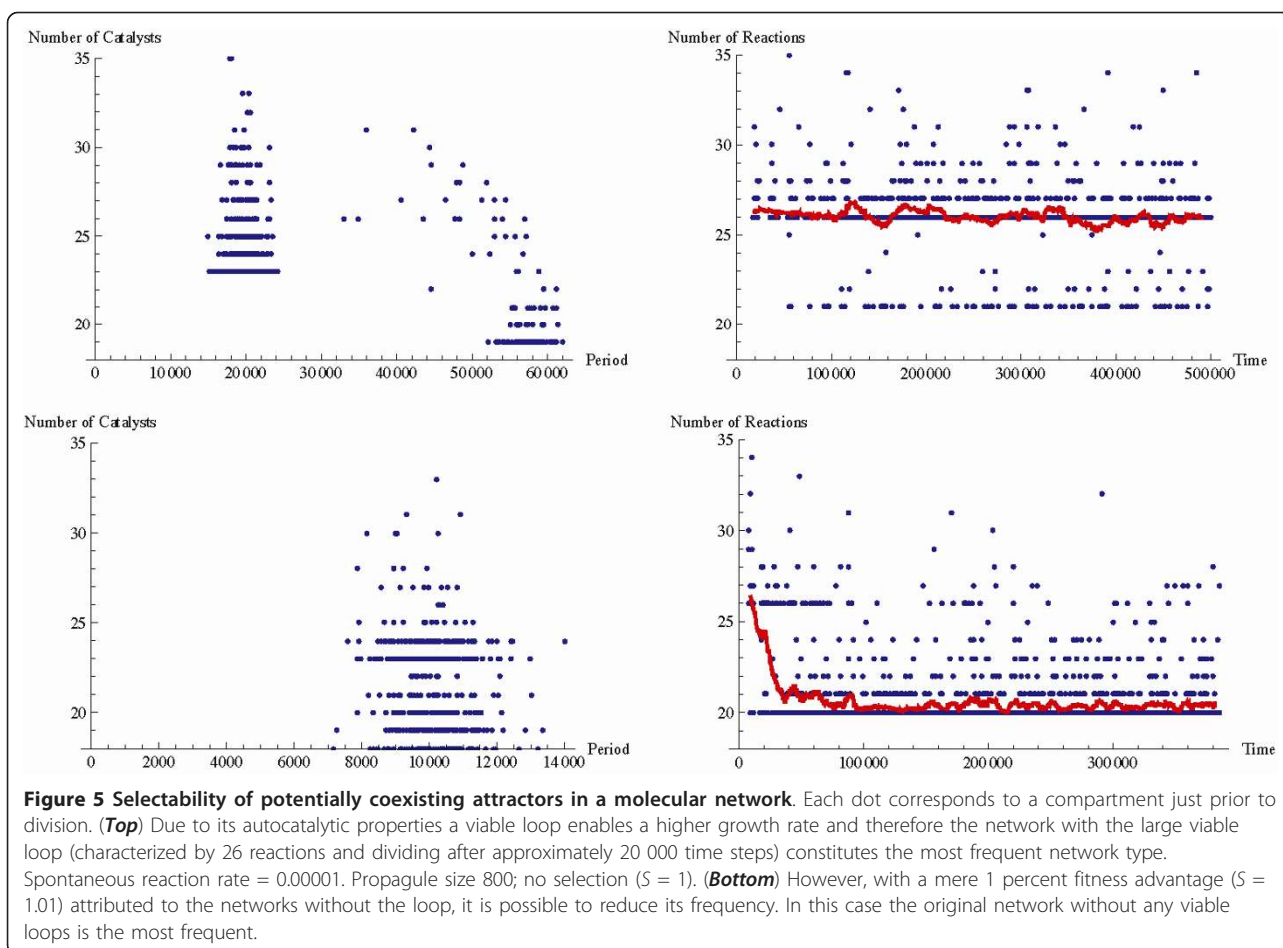 Number of Catalysts
35
30
25
20
0 10 000 20 000 30 000 40 000 50 000 60 000 Period
Number of Reactions
35
30
25
20
0 100 000 200 000 300 000 400 000 500 000 Time
Number of Catalysts
35
30
25
20
0 2000 4000 6000 8000 10 000 12 000 14 000 Period
Number of Reactions
35
30
25
20
0 100 000 200 000 300 000 Time
Figure 5 Selectability of potentially coexisting attractors in a molecular network. Each dot corresponds to a compartment just prior to
division. (Top) Due to its autocatalytic properties a viable loop enables a higher growth rate and therefore the network with the large viable
loop (characterized by 26 reactions and dividing after approximately 20 000 time steps) constitutes the most frequent network type.
Spontaneous reaction rate = 0.00001. Propagule size 800; no selection (S = 1). (Bottom) However, with a mere 1 percent fitness advantage (S =
1.01) attributed to the networks without the loop, it is possible to reduce its frequency. In this case the original network without any viable
loops is the most frequent.